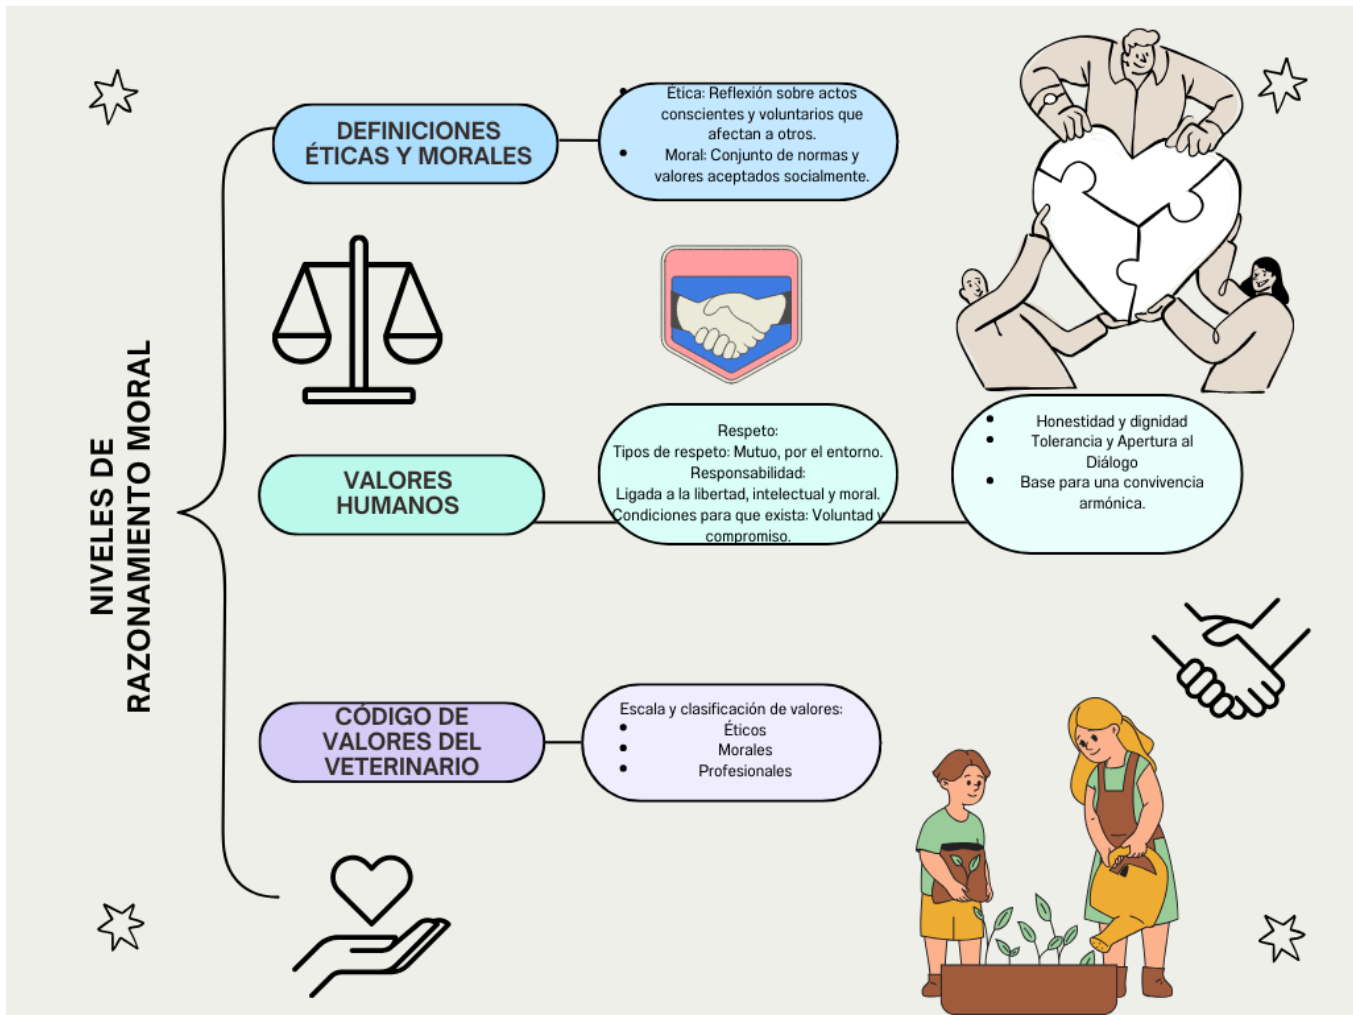 NIVELES DE
RAZONAMIENTO MORAL
DEFINICIONES
ÉTICAS Y MORALES
Ética: Reflexión sobre actos
conscientes y voluntarios que
afectan a otros.
Moral: Conjunto de normas y
valores aceptados socialmente.
VALORES
HUMANOS
Respeto:
Tipos de respeto: Mutuo, por el entorno.
Responsabilidad:
Ligada a la libertad, intelectual y moral.
Condiciones para que exista: Voluntad y
compromiso.
Honestidad y dignidad
Tolerancia y Apertura al
Diálogo
Base para una convivencia
armónica.
CÓDIGO DE
VALORES DEL
VETERINARIO
Escala y clasificación de valores:
Éticos
Morales
Profesionales